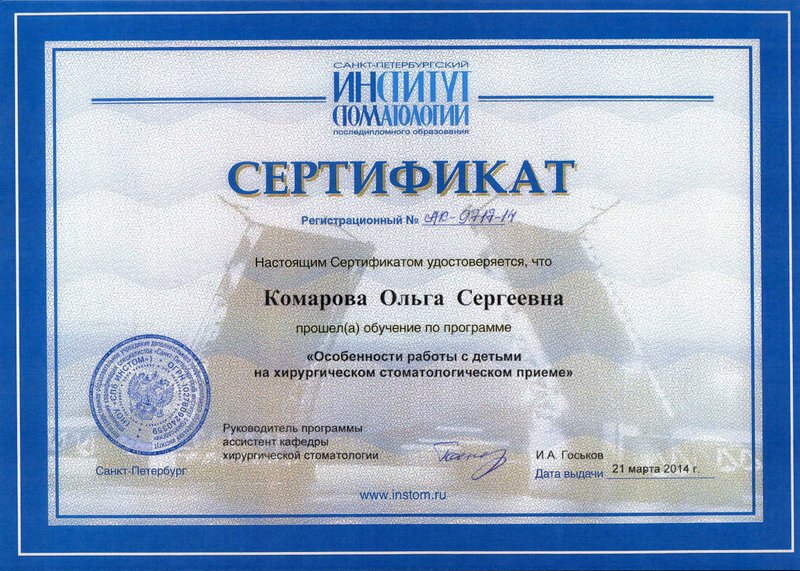 САНКТ-ПЕТЕРБУРГСКИЙ
ИНСТИТУТ
СТОМАТОЛОГИИ
последипломного образования
СЕРТИФИКАТ
Регистрационный №
Настоящим Сертификатом удостоверяется, что
Комарова Ольга Сергеевна
прошел(а) обучение по программе
«Особенности работы с детьми
на хирургическом стоматологическом приеме»
Руководитель программы
ассистент кафедры
хирургической стоматологии
И.А. Госьков
Санкт-Петербург
Дата выдачи 21 марта 2014 г.
www.instom.ru